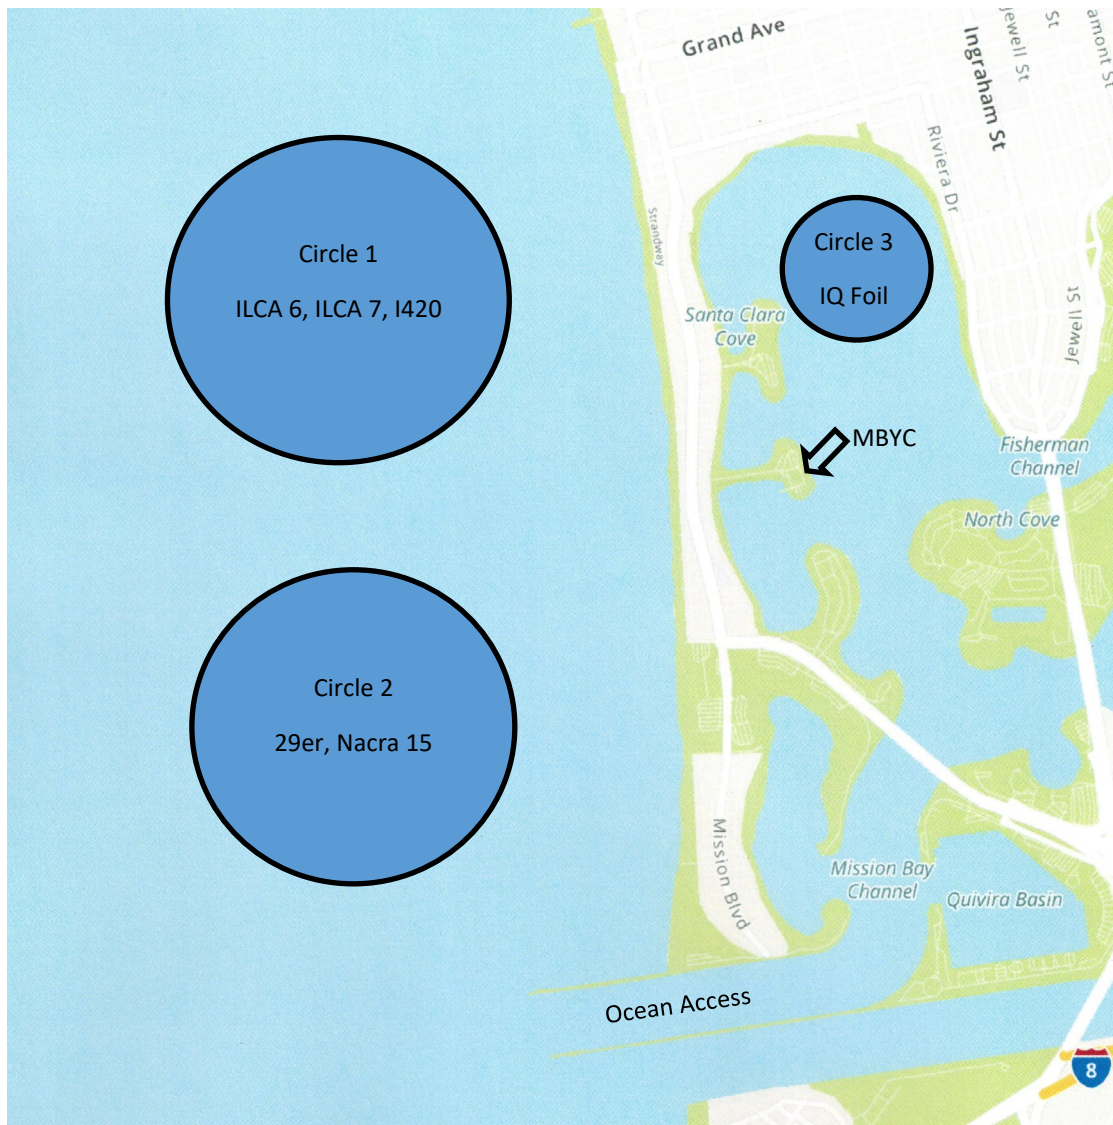 Grand Ave
Jewell St
St
amont St
Ingraham St
Riviera Dr
Strandway
Circle 1
ILCA 6, ILCA 7, I420
Circle 3
IQ Foil
Santa Clara
Cove
Jewell St
MBYC
Fisherman
Channel
North Cove
Circle 2
29er, Nacra 15
Mission Blvd
Mission Bay
Channel
Quivira Basin
Ocean Access
8